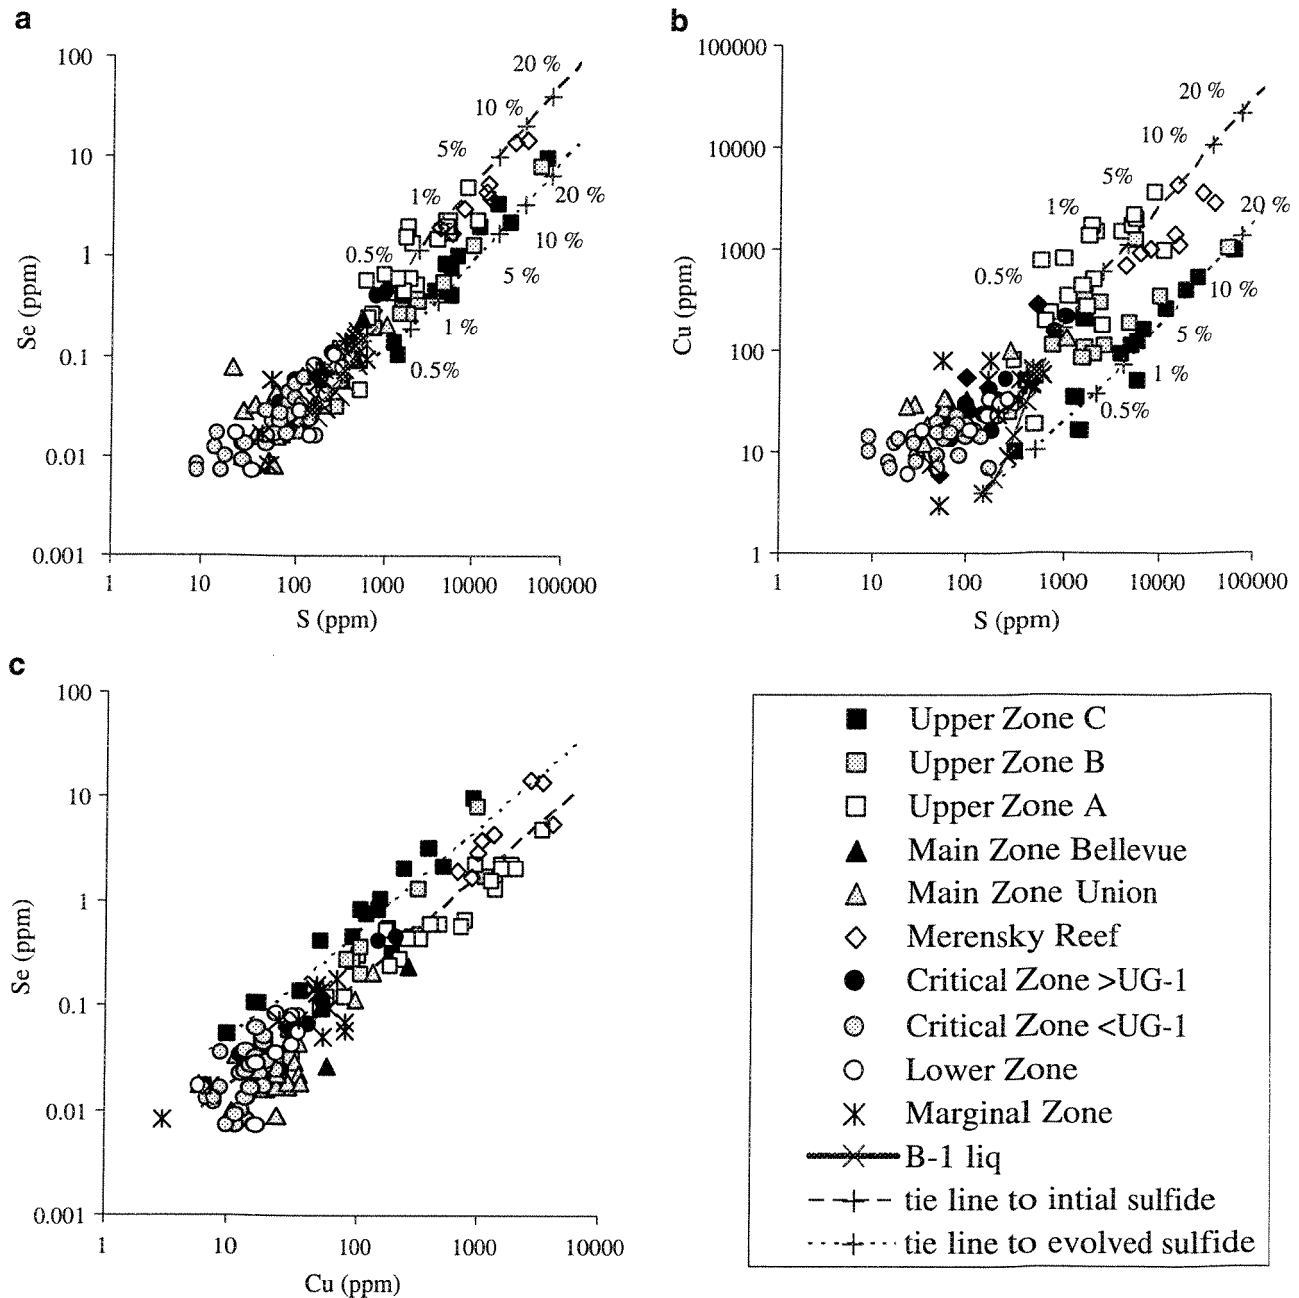 a
100
10
1
0.1
0.01
0.001
Se (ppm)
20 %
10 %
5%
1%
0.5%
20 %
10 %
5 %
1 %
0.5%
1 10 100 1000 10000 100000
S (ppm)
b
100000
10000
1000
100
10
1
Cu (ppm)
20 %
10 %
5%
1%
0.5%
20 %
10 %
5 %
1 %
0.5%
1 10 100 1000 10000 100000
S (ppm)
c
100
10
1
0.1
0.01
0.001
Se (ppm)
1 10 100 1000 10000
Cu (ppm)
Upper Zone C
Upper Zone B
Upper Zone A
Main Zone Bellevue
Main Zone Union
Merensky Reef
Critical Zone >UG-1
Critical Zone <UG-1
Lower Zone
Marginal Zone
B-1 liq
tie line to intial sulfide
tie line to evolved sulfide